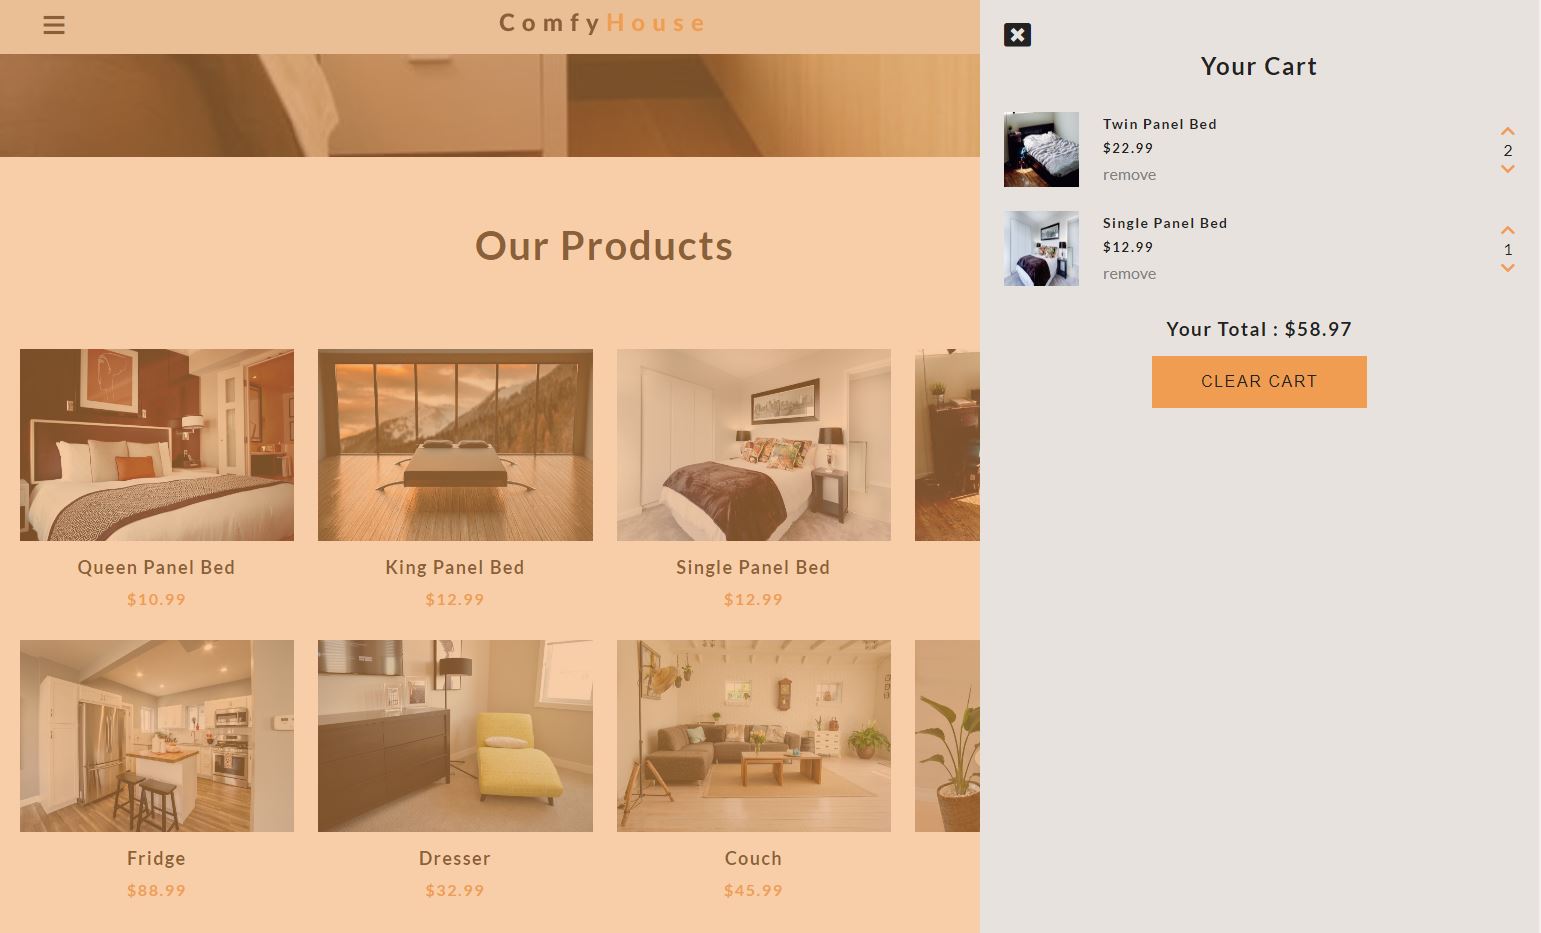 ComfyHouse
Our Products
Queen Panel Bed
$10.99
King Panel Bed
$12.99
Single Panel Bed
$12.99
Fridge
$88.99
Dresser
$32.99
Couch
$45.99
Your Cart
Twin Panel Bed
$22.99
remove
2
Single Panel Bed
$12.99
remove
1
Your Total : $58.97
CLEAR CART